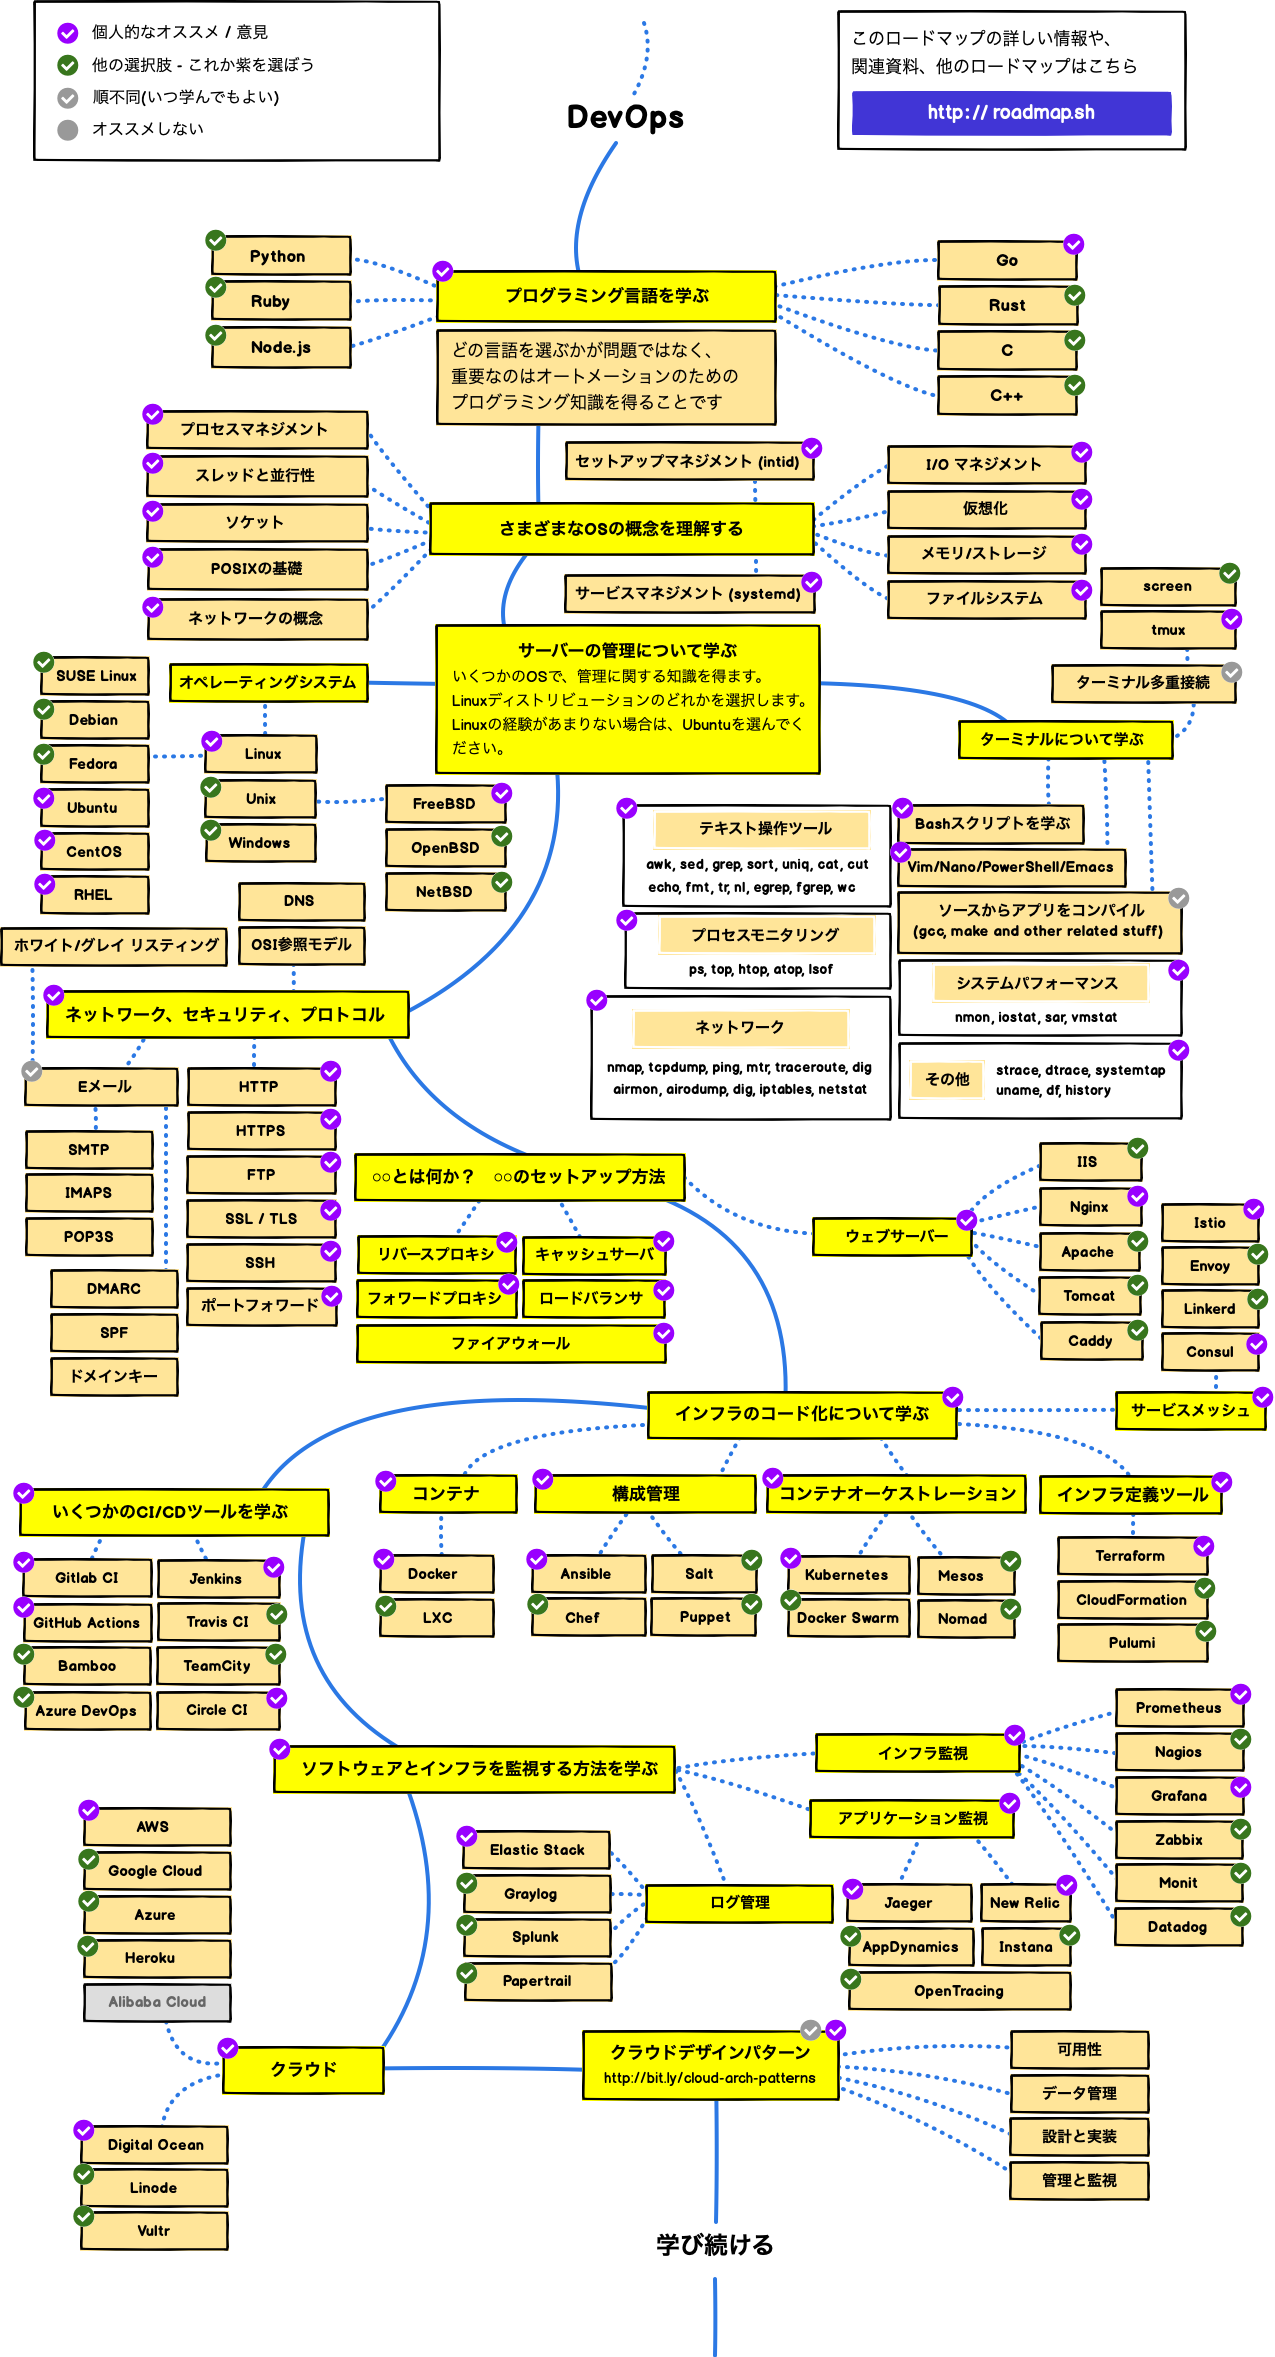 個人的なオススメ / 意見
他の選択肢 - これか紫を選ぼう
順不同(いつ学んでもよい)
オススメしない
このロードマップの詳しい情報や、
関連資料、他のロードマップはこちら
http://roadmap.sh
DevOps
Python
Ruby
Node.js
プログラミング言語を学ぶ
どの言語を選ぶかが問題ではなく、
重要なのはオートメーションのための
プログラミング知識を得ることです
Go
Rust
C
C++
プロセスマネジメント
スレッドと並行性
ソケット
POSIXの基礎
ネットワークの概念
セットアップマネジメント (intid)
さまざまなOSの概念を理解する
サービスマネジメント (systemd)
I/O マネジメント
仮想化
メモリ/ストレージ
ファイルシステム
screen
tmux
ターミナル多重接続
ターミナルについて学ぶ
サーバーの管理について学ぶ
いくつかのOSで、管理に関する知識を得ます。
Linuxディストリビューションのどれかを選択します。
Linuxの経験があまりない場合は、Ubuntuを選んでく
ださい。
オペレーティングシステム
SUSE Linux
Debian
Fedora
Ubuntu
CentOS
RHEL
Linux
Unix
Windows
FreeBSD
OpenBSD
NetBSD
テキスト操作ツール
awk, sed, grep, sort, uniq, cat, cut
echo, fmt, tr, nl, egrep, fgrep, wc
プロセスモニタリング
ps, top, htop, atop, lsof
ネットワーク
nmap, tcpdump, ping, mtr, traceroute, dig
airmon, airodump, dig, iptables, netstat
Bashスクリプトを学ぶ
Vim/Nano/PowerShell/Emacs
ソースからアプリをコンパイル
(gcc, make and other related stuff)
システムパフォーマンス
nmon, iostat, sar, vmstat
その他
strace, dtrace, systemtap
uname, df, history
DNS
OSI参照モデル
ホワイト/グレイ リスティング
ネットワーク、セキュリティ、プロトコル
Eメール
SMTP
IMAPS
POP3S
DMARC
SPF
ドメインキー
HTTP
HTTPS
FTP
SSL / TLS
SSH
ポートフォワード
○○とは何か？　○○のセットアップ方法
リバースプロキシ
キャッシュサーバ
フォワードプロキシ
ロードバランサ
ファイアウォール
ウェブサーバー
IIS
Nginx
Apache
Tomcat
Caddy
Istio
Envoy
Linkerd
Consul
サービスメッシュ
インフラのコード化について学ぶ
コンテナ
Docker
LXC
構成管理
Ansible
Salt
Chef
Puppet
コンテナオーケストレーション
Kubernetes
Mesos
Docker Swarm
Nomad
インフラ定義ツール
Terraform
CloudFormation
Pulumi
いくつかのCI/CDツールを学ぶ
Gitlab CI
Jenkins
GitHub Actions
Travis CI
Bamboo
TeamCity
Azure DevOps
Circle CI
ソフトウェアとインフラを監視する方法を学ぶ
インフラ監視
Prometheus
Nagios
Grafana
Zabbix
Monit
Datadog
アプリケーション監視
Jaeger
New Relic
AppDynamics
Instana
OpenTracing
ログ管理
Elastic Stack
Graylog
Splunk
Papertrail
AWS
Google Cloud
Azure
Heroku
Alibaba Cloud
クラウド
Digital Ocean
Linode
Vultr
クラウドデザインパターン
http://bit.ly/cloud-arch-patterns
可用性
データ管理
設計と実装
管理と監視
学び続ける